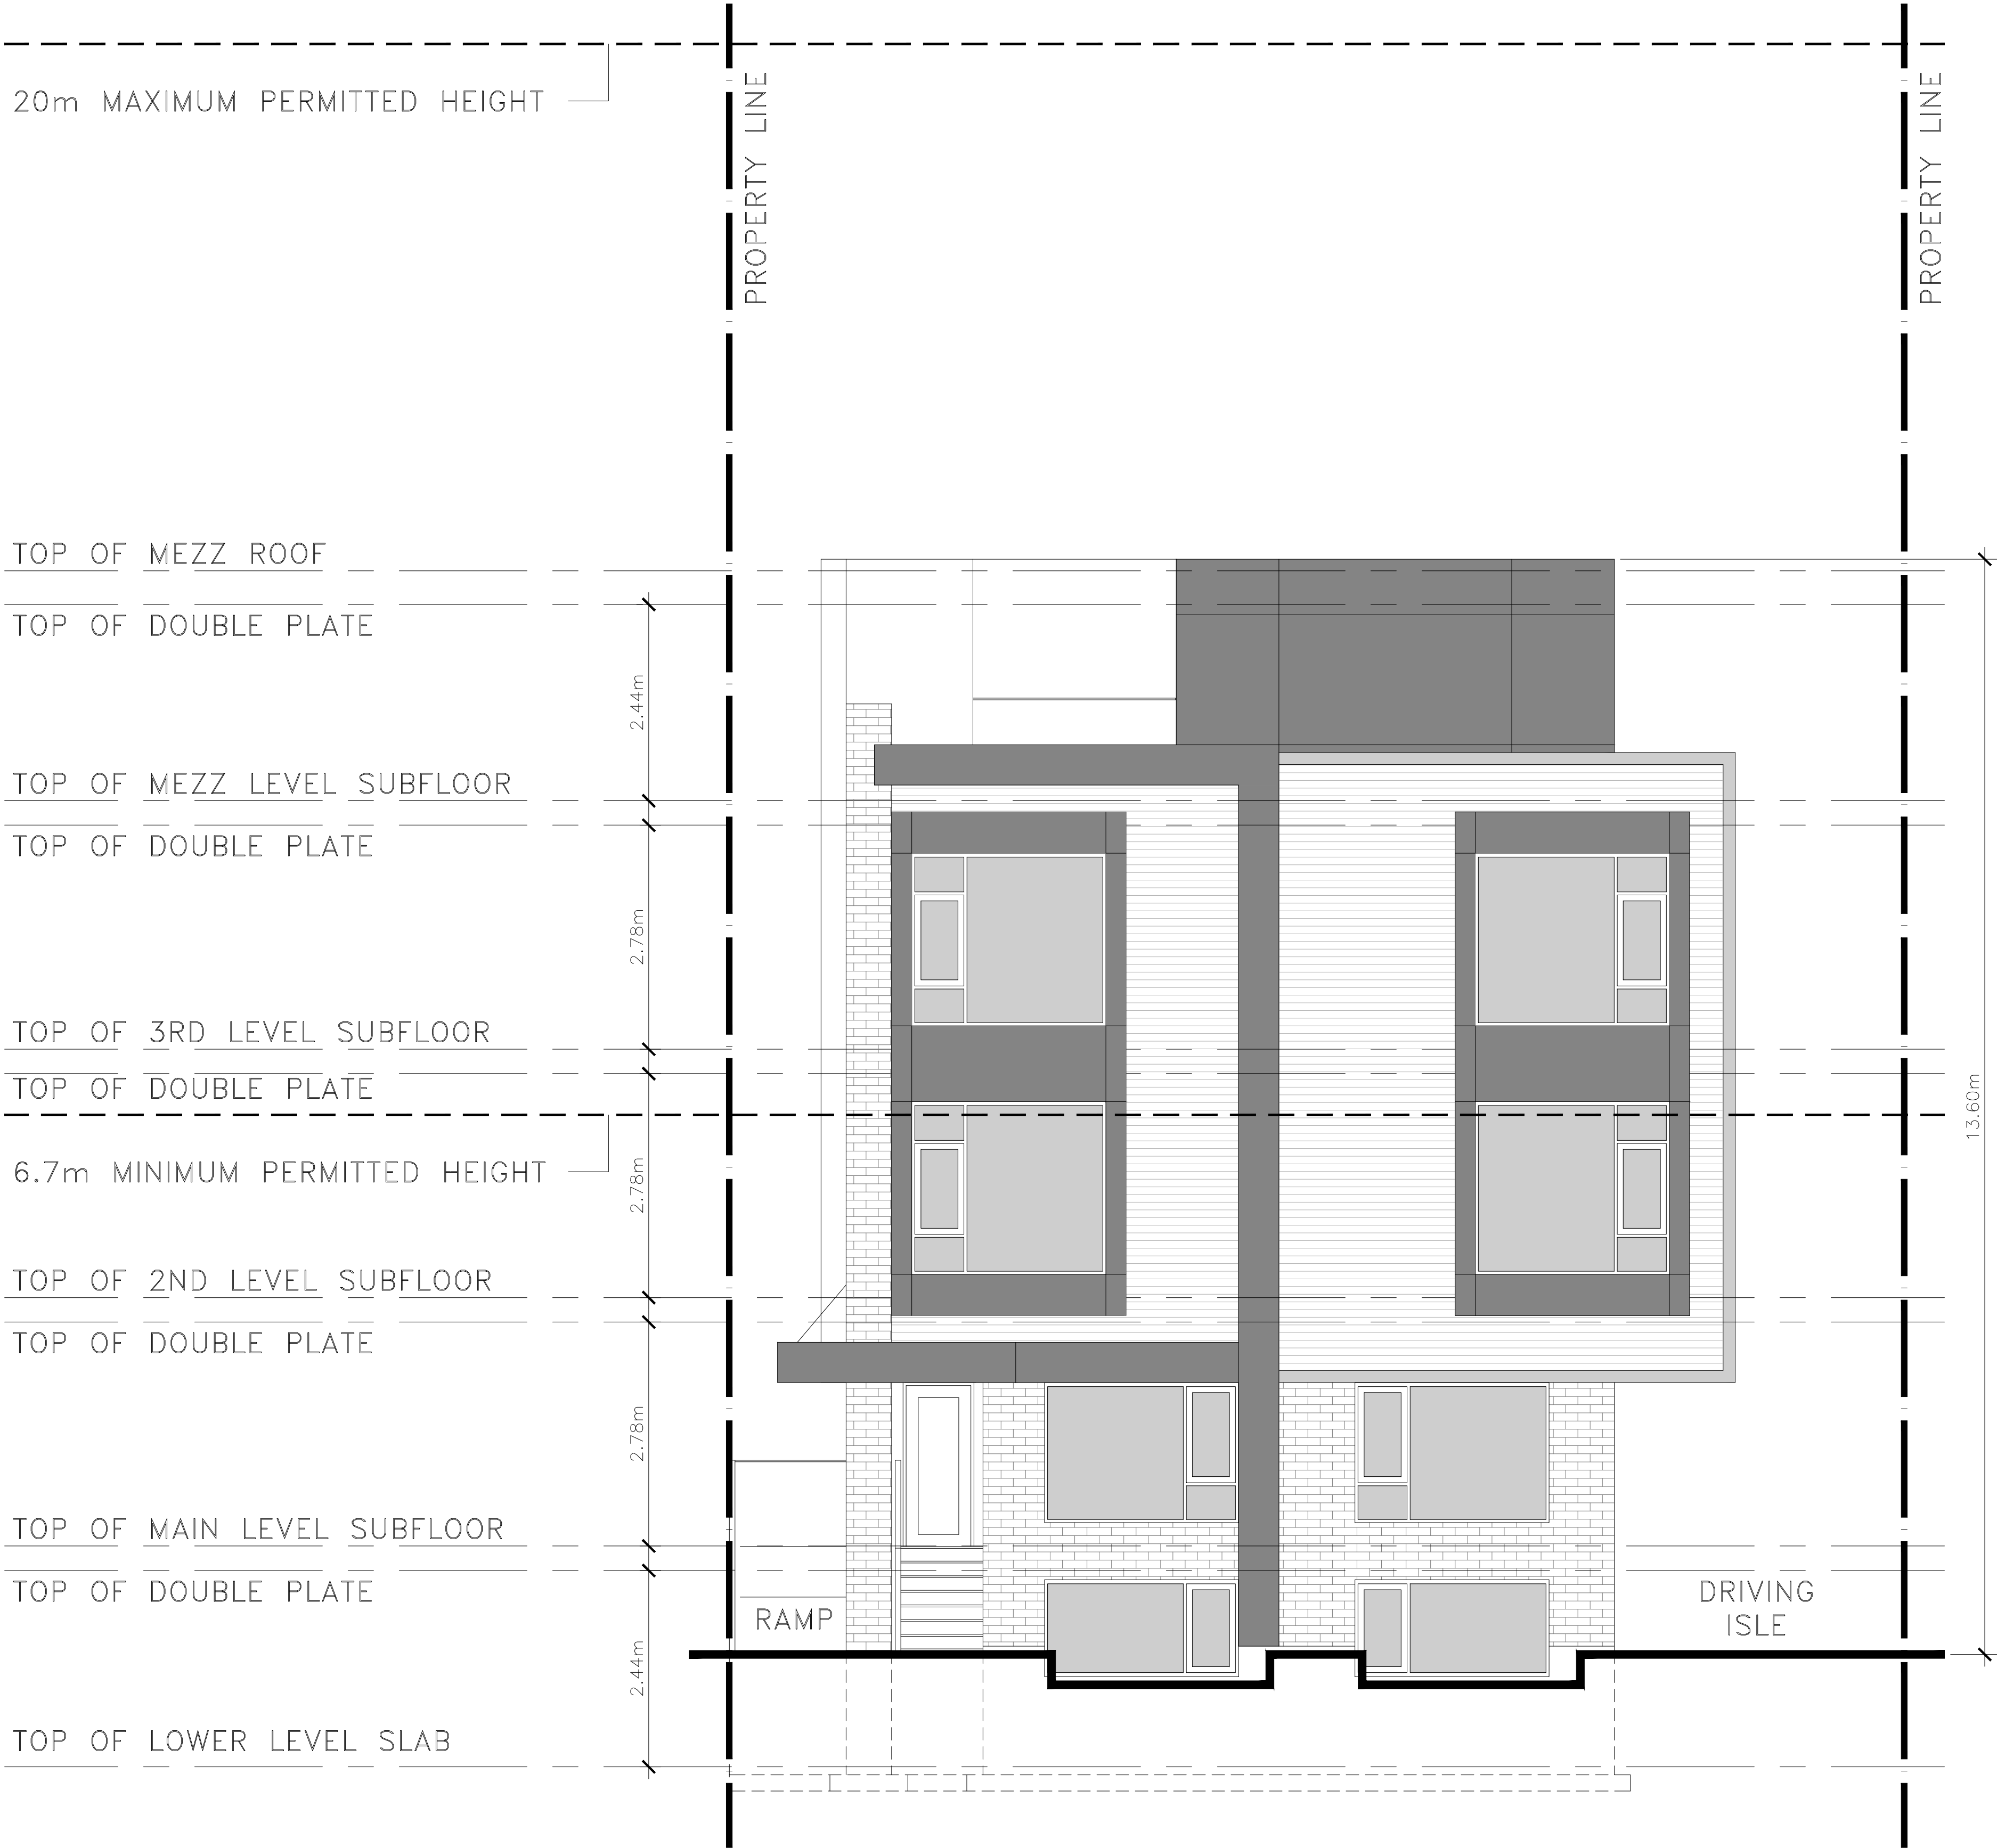 20m MAXIMUM PERMITTED HEIGHT
PROPERTY LINE
PROPERTY LINE
TOP OF MEZZ ROOF
TOP OF DOUBLE PLATE
2.44m
TOP OF MEZZ LEVEL SUBFLOOR
TOP OF DOUBLE PLATE
2.78m
TOP OF 3RD LEVEL SUBFLOOR
TOP OF DOUBLE PLATE
13.60m
6.7m MINIMUM PERMITTED HEIGHT
2.78m
TOP OF 2ND LEVEL SUBFLOOR
TOP OF DOUBLE PLATE
2.78m
TOP OF MAIN LEVEL SUBFLOOR
TOP OF DOUBLE PLATE
RAMP
DRIVING
ISLE
2.44m
TOP OF LOWER LEVEL SLAB